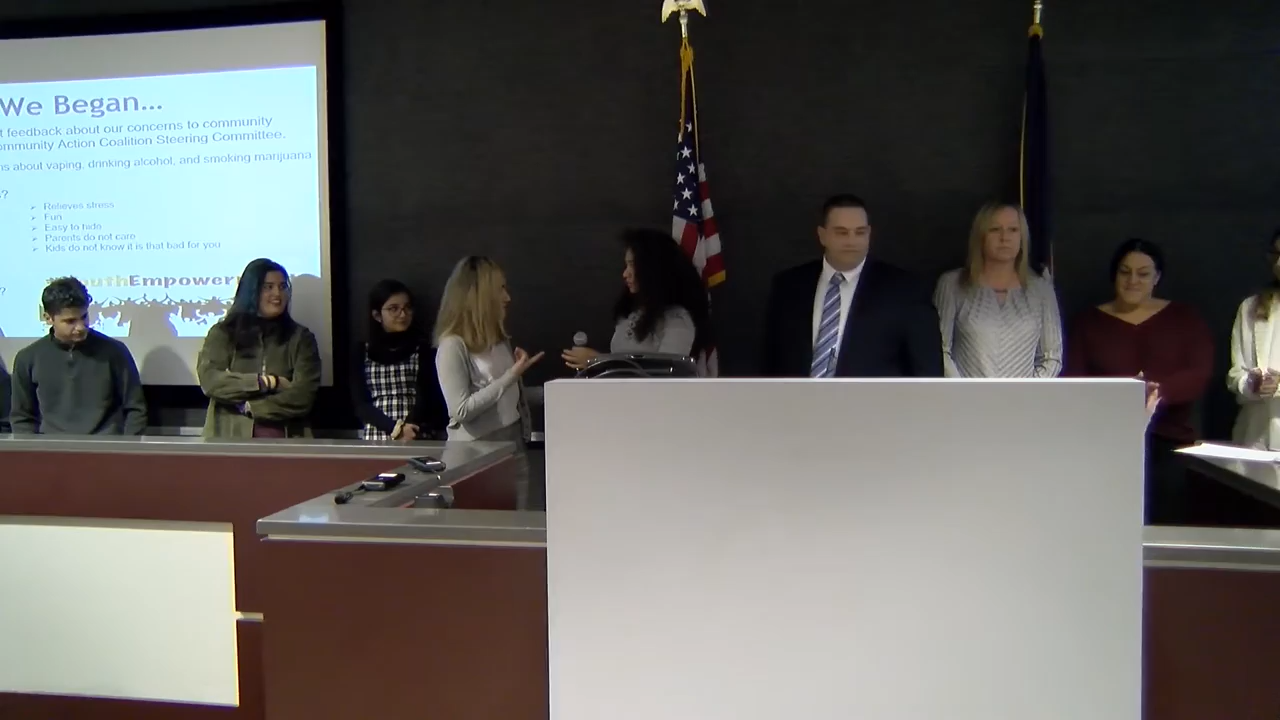 We Began...
t feedback about our concerns to community
mmunity Action Coalition Steering Committee.
ns about vaping, drinking alcohol, and smoking marijuana
s?
➢ Relieves stress
➢ Fun
➢ Easy to hide
➢ Parents do not care
➢ Kids do not know it is that bad for you
uthEmpower
?